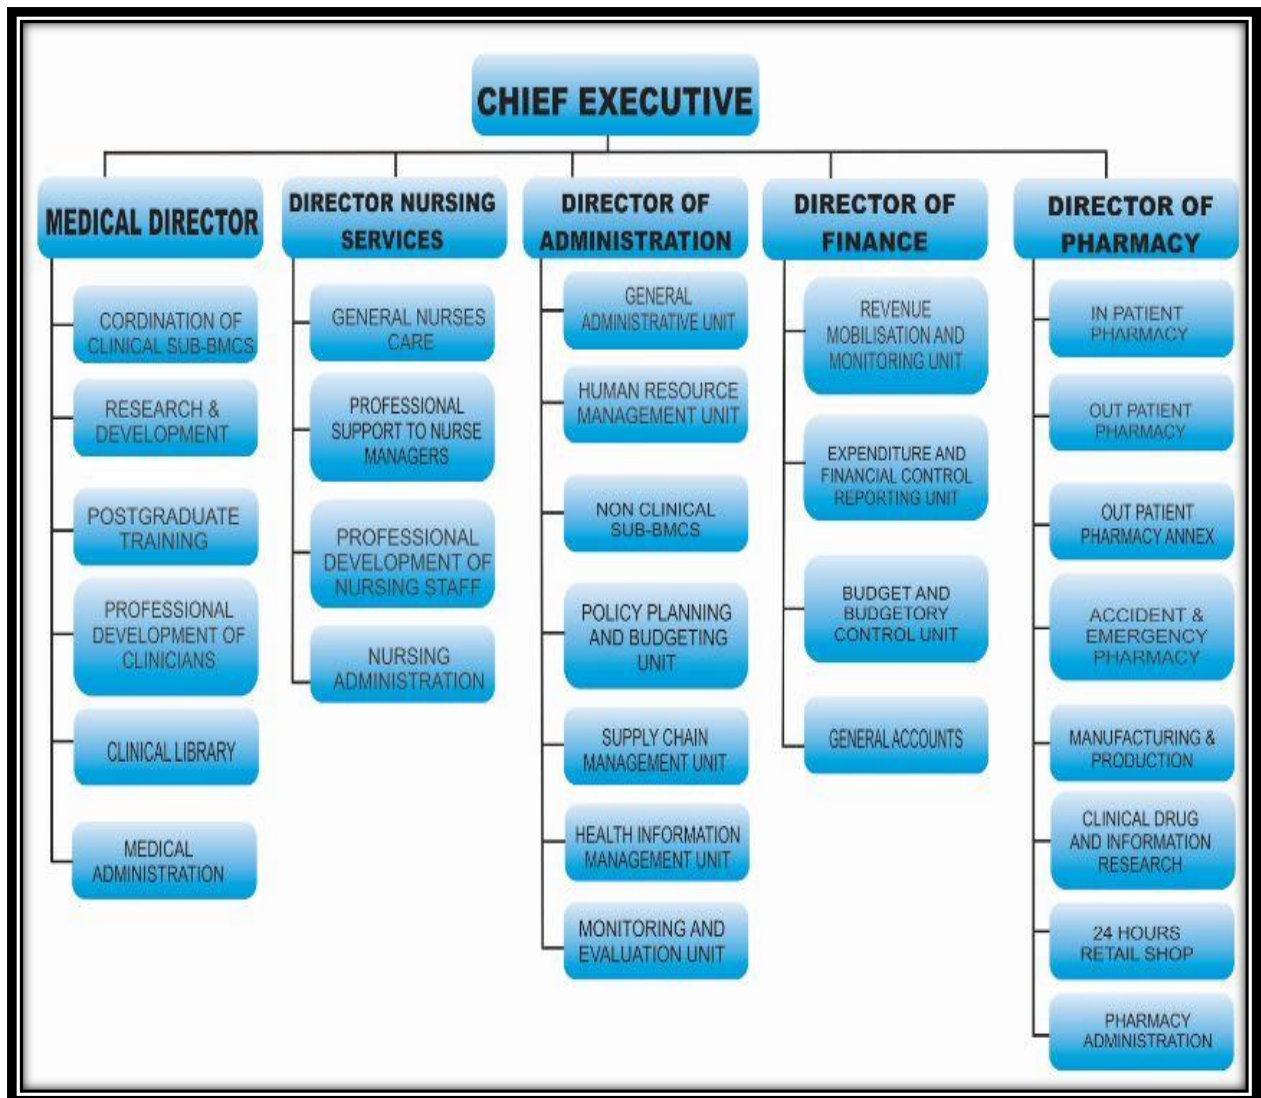 CHIEF EXECUTIVE
MEDICAL DIRECTOR
CORDINATION OF
CLINICAL SUB-BMCS
RESEARCH &
DEVELOPMENT
POSTGRADUATE
TRAINING
PROFESSIONAL
DEVELOPMENT OF
CLINICIANS
CLINICAL LIBRARY
MEDICAL
ADMINISTRATION
DIRECTOR NURSING
SERVICES
GENERAL NURSES
CARE
PROFESSIONAL
SUPPORT TO NURSE
MANAGERS
PROFESSIONAL
DEVELOPMENT OF
NURSING STAFF
NURSING
ADMINISTRATION
DIRECTOR OF
ADMINISTRATION
GENERAL
ADMINISTRATIVE UNIT
HUMAN RESOURCE
MANAGEMENT UNIT
NON CLINICAL
SUB-BMCS
POLICY PLANNING
AND BUDGETING
UNIT
SUPPLY CHAIN
MANAGEMENT UNIT
HEALTH INFORMATION
MANAGEMENT UNIT
MONITORING AND
EVALUATION UNIT
DIRECTOR OF
FINANCE
REVENUE
MOBILISATION AND
MONITORING UNIT
EXPENDITURE AND
FINANCIAL CONTROL
REPORTING UNIT
BUDGET AND
BUDGETORY
CONTROL UNIT
GENERAL ACCOUNTS
DIRECTOR OF
PHARMACY
IN PATIENT
PHARMACY
OUT PATIENT
PHARMACY
OUT PATIENT
PHARMACY ANNEX
ACCIDENT &
EMERGENCY
PHARMACY
MANUFACTURING &
PRODUCTION
CLINICAL DRUG
AND INFORMATION
RESEARCH
24 HOURS
RETAIL SHOP
PHARMACY
ADMINISTRATION